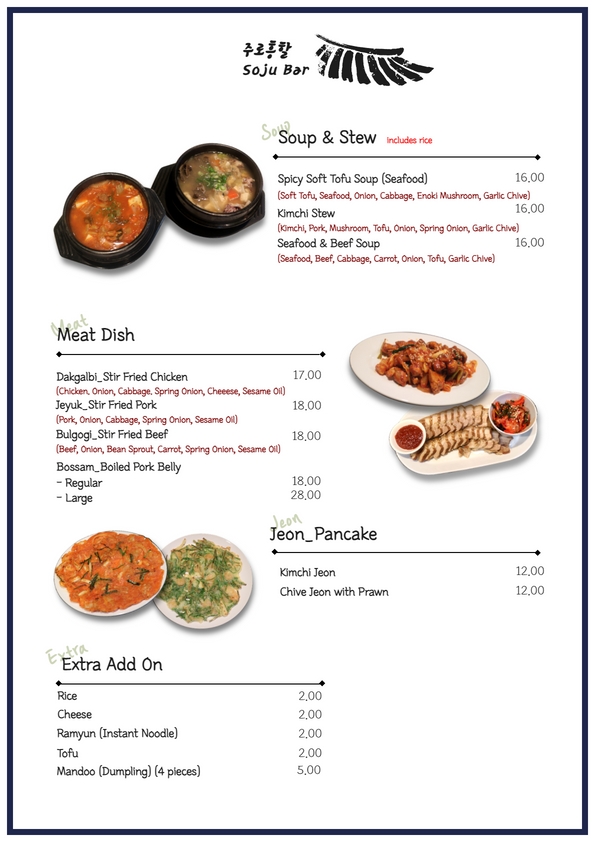 주로흥할
Soju Bar
Soup
Soup & Stew includes rice
Spicy Soft Tofu Soup (Seafood) 16.00
(Soft Tofu, Seafood, Onion, Cabbage, Enoki Mushroom, Garlic Chive)
Kimchi Stew 16.00
(Kimchi, Pork, Mushroom, Tofu, Onion, Spring Onion, Garlic Chive)
Seafood & Beef Soup 16.00
(Seafood, Beef, Cabbage, Carrot, Onion, Tofu, Garlic Chive)
Meat
Meat Dish
Dakgalbi_Stir Fried Chicken 17.00
(Chicken. Onion, Cabbage. Spring Onion, Cheeese, Sesame Oil)
Jeyuk_Stir Fried Pork 18.00
(Pork, Onion, Cabbage, Spring Onion, Sesame Oil)
Bulgogi_Stir Fried Beef 18.00
(Beef, Onion, Bean Sprout, Carrot, Spring Onion, Sesame Oil)
Bossam_Boiled Pork Belly
- Regular 18.00
- Large 28.00
Jeon
Jeon_Pancake
Kimchi Jeon 12.00
Chive Jeon with Prawn 12.00
Extra
Extra Add On
Rice 2.00
Cheese 2.00
Ramyun (Instant Noodle) 2.00
Tofu 2.00
Mandoo (Dumpling) (4 pieces) 5.00